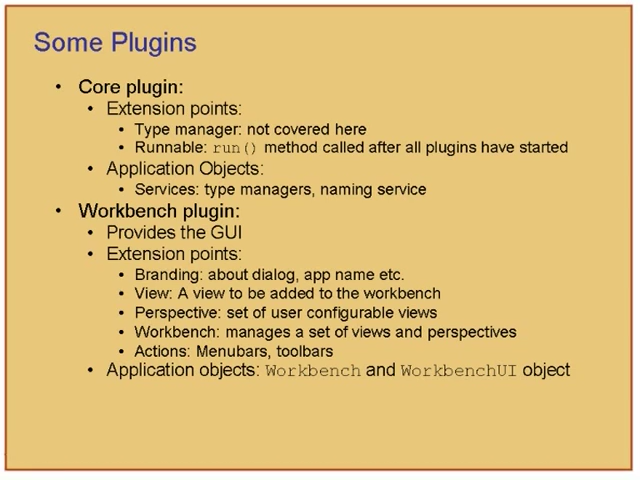 Some Plugins
• Core plugin:
• Extension points:
• Type manager: not covered here
• Runnable: run() method called after all plugins have started
• Application Objects:
• Services: type managers, naming service
• Workbench plugin:
• Provides the GUI
• Extension points:
• Branding: about dialog, app name etc.
• View: A view to be added to the workbench
• Perspective: set of user configurable views
• Workbench: manages a set of views and perspectives
• Actions: Menubars, toolbars
• Application objects: Workbench and WorkbenchUI object